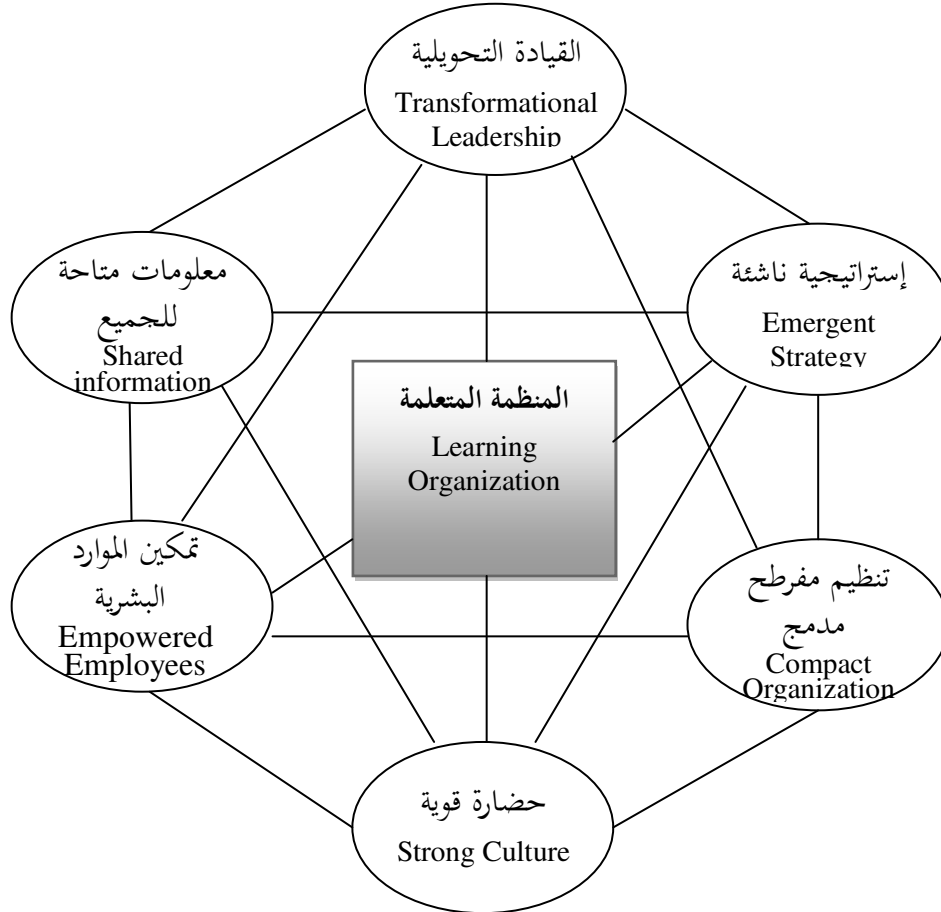 القيادة التحويلية
Transformational
Leadership
معلومات متاحة
للجميع
Shared
information
إستراتيجية ناشئة
Emergent
Strategy
المنظمة المتعلمة
Learning
Organization
تمكين الموارد
البشرية
Empowered
Employees
تنظيم مفرطح
مدمج
Compact
Organization
حضارة قوية
Strong Culture